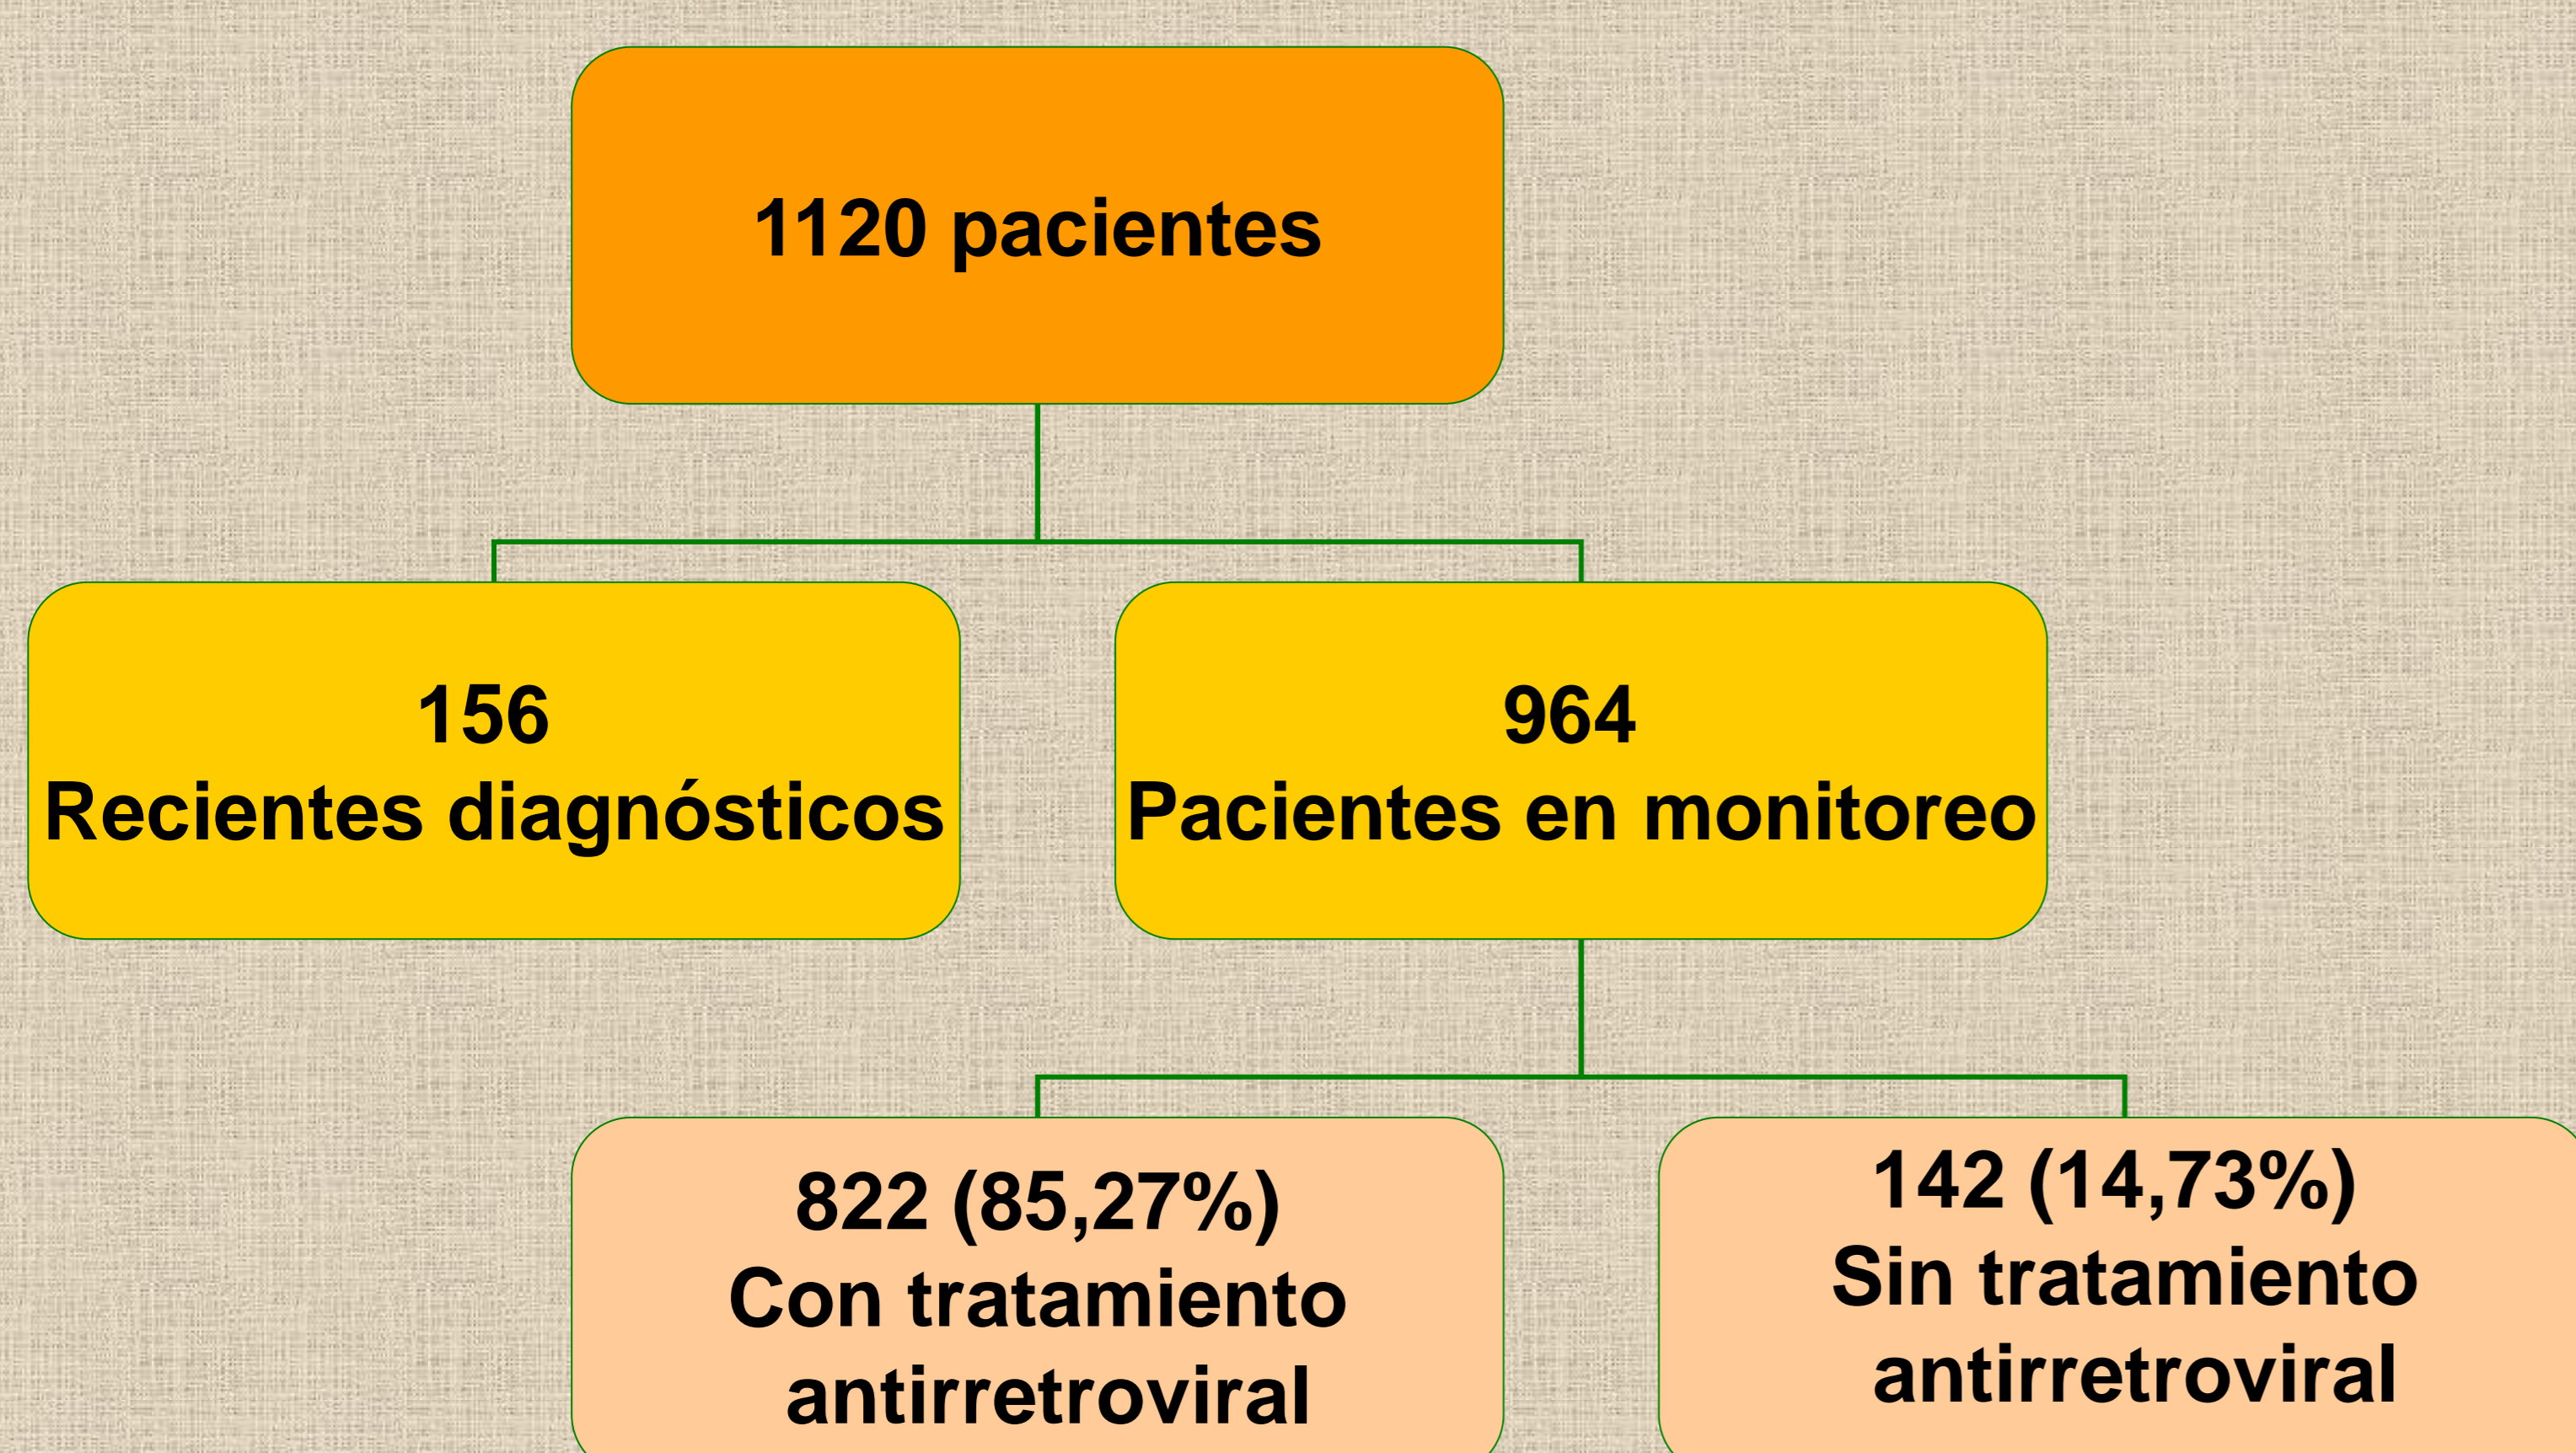 1120 pacientes
156
Recientes diagnósticos
964
Pacientes en monitoreo
822 (85,27%)
Con tratamiento
antirretroviral
142 (14,73%)
Sin tratamiento
antirretroviral